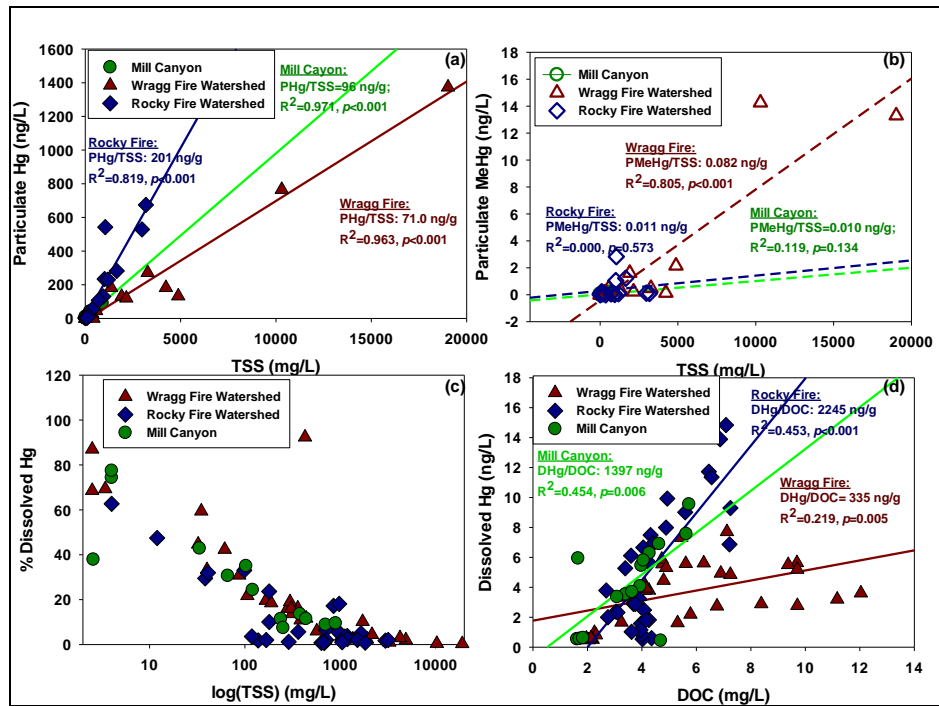 (a)
Particulate Hg (ng/L)
1600
1400
1200
1000
800
600
400
200
0
Mill Canyon
Wragg Fire Watershed
Rocky Fire Watershed
Mill Cayon:
PHg/TSS=96 ng/g;
R2=0.971, p<0.001
Rocky Fire:
PHg/TSS: 201 ng/g
R2=0.819, p<0.001
Wragg Fire:
PHg/TSS: 71.0 ng/g
R2=0.963, p<0.001
0 5000 10000 15000 20000
TSS (mg/L)
(b)
Particulate MeHg (ng/L)
18
16
14
12
10
8
6
4
2
0
-2
Mill Canyon
Wragg Fire Watershed
Rocky Fire Watershed
Wragg Fire:
PMeHg/TSS: 0.082 ng/g
R2=0.805, p<0.001
Rocky Fire:
PMeHg/TSS: 0.011 ng/g
R2=0.000, p=0.573
Mill Cayon:
PMeHg/TSS=0.010 ng/g;
R2=0.119, p=0.134
0 5000 10000 15000 20000
TSS (mg/L)
(c)
% Dissolved Hg
120
100
80
60
40
20
0
Wragg Fire Watershed
Rocky Fire Watershed
Mill Canyon
10 100 1000 10000
log(TSS) (mg/L)
(d)
Dissolved Hg (ng/L)
18
16
14
12
10
8
6
4
2
0
Wragg Fire Watershed
Rocky Fire Watershed
Mill Canyon
Rocky Fire:
DHg/DOC: 2245 ng/g
R2=0.453, p<0.001
Mill Canyon:
DHg/DOC: 1397 ng/g
R2=0.454, p=0.006
Wragg Fire:
DHg/DOC= 335 ng/g
R2=0.219, p=0.005
0 2 4 6 8 10 12 14
DOC (mg/L)